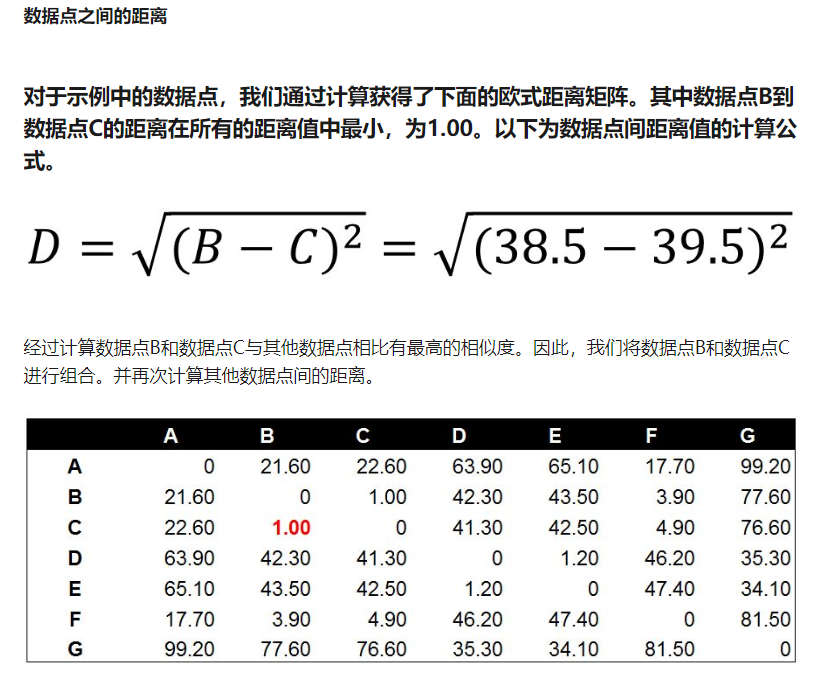 数据点之间的距离
对于示例中的数据点，我们通过计算获得了下面的欧式距离矩阵。其中数据点B到
数据点C的距离在所有的距离值中最小，为1.00。以下为数据点间距离值的计算公
式。
D = √(B − C)² = √(38.5 − 39.5)²
经过计算数据点B和数据点C与其他数据点相比有最高的相似度。因此，我们将数据点B和数据点C
进行组合。并再次计算其他数据点间的距离。
A B C D E F G
A 0 21.60 22.60 63.90 65.10 17.70 99.20
B 21.60 0 1.00 42.30 43.50 3.90 77.60
C 22.60 1.00 0 41.30 42.50 4.90 76.60
D 63.90 42.30 41.30 0 1.20 46.20 35.30
E 65.10 43.50 42.50 1.20 0 47.40 34.10
F 17.70 3.90 4.90 46.20 47.40 0 81.50
G 99.20 77.60 76.60 35.30 34.10 81.50 0